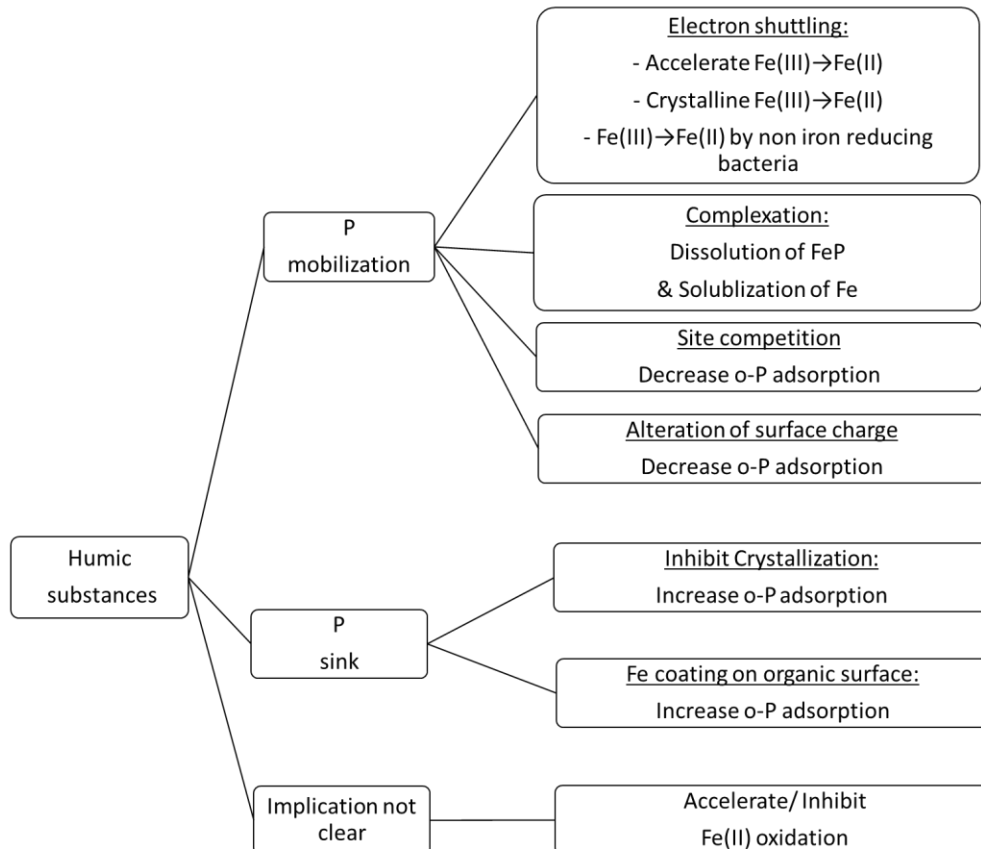 Electron shuttling:
- Accelerate Fe(III)→Fe(II)
- Crystalline Fe(III)→Fe(II)
- Fe(III)→Fe(II) by non iron reducing
bacteria
P
mobilization
Complexation:
Dissolution of FeP
& Solublization of Fe
Site competition
Decrease o-P adsorption
Alteration of surface charge
Decrease o-P adsorption
Humic
substances
Inhibit Crystallization:
Increase o-P adsorption
P
sink
Fe coating on organic surface:
Increase o-P adsorption
Implication not
clear
Accelerate/ Inhibit
Fe(II) oxidation